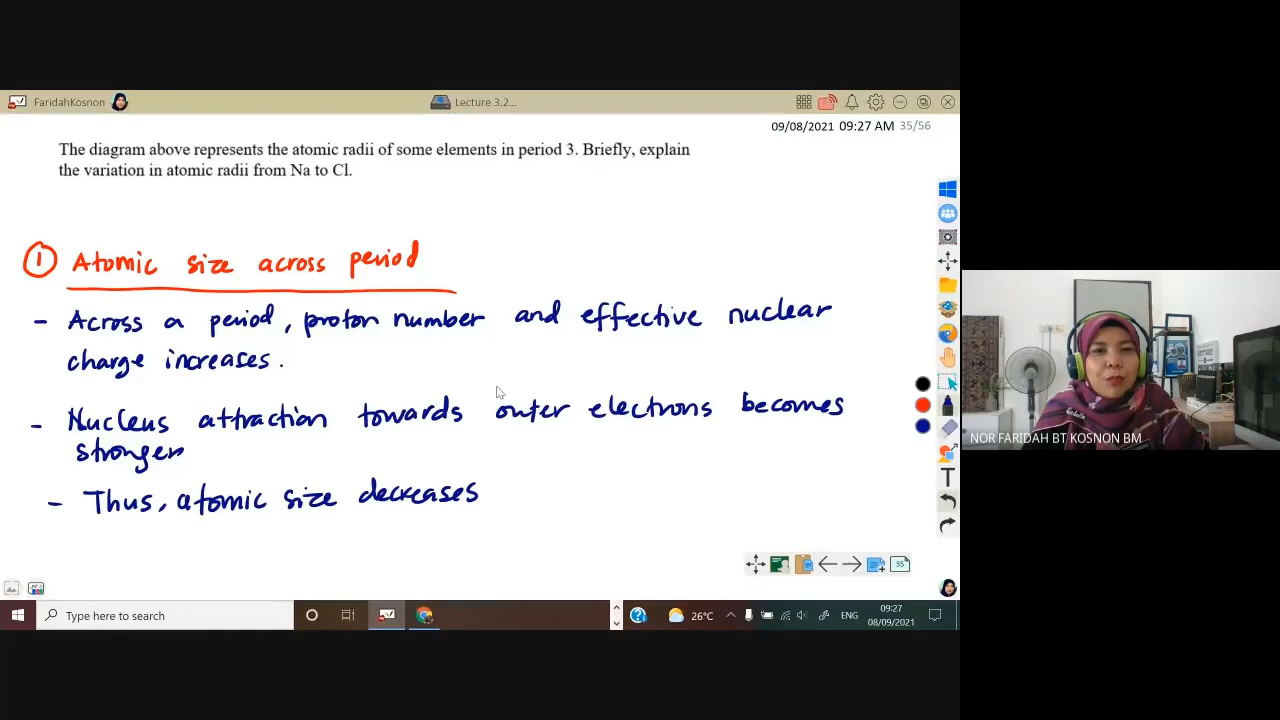 FaridahKosnon
Lecture 3.2...
09/08/2021 09:27 AM 35/56
The diagram above represents the atomic radii of some elements in period 3. Briefly, explain
the variation in atomic radii from Na to Cl.
1 Atomic size across period
- Across a period, proton number and effective nuclear
charge increases.
- Nucleus attraction towards outer electrons becomes
stronger
- Thus, atomic size decreases
NOR FARIDAH BT KOSNON BM
T
35
Type here to search
26°C
ENG
09:27
08/09/2021